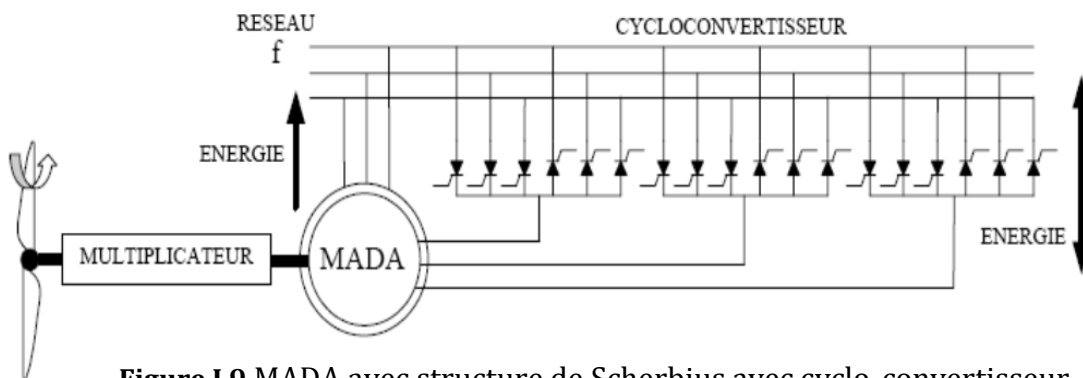 RESEAU
f
CYCLOCONVERTISSEUR
ENERGIE
ENERGIE
MULTIPLICATEUR
MADA
Figure I.9 MADA avec structure de Scherbius avec cyclo-convertisseur